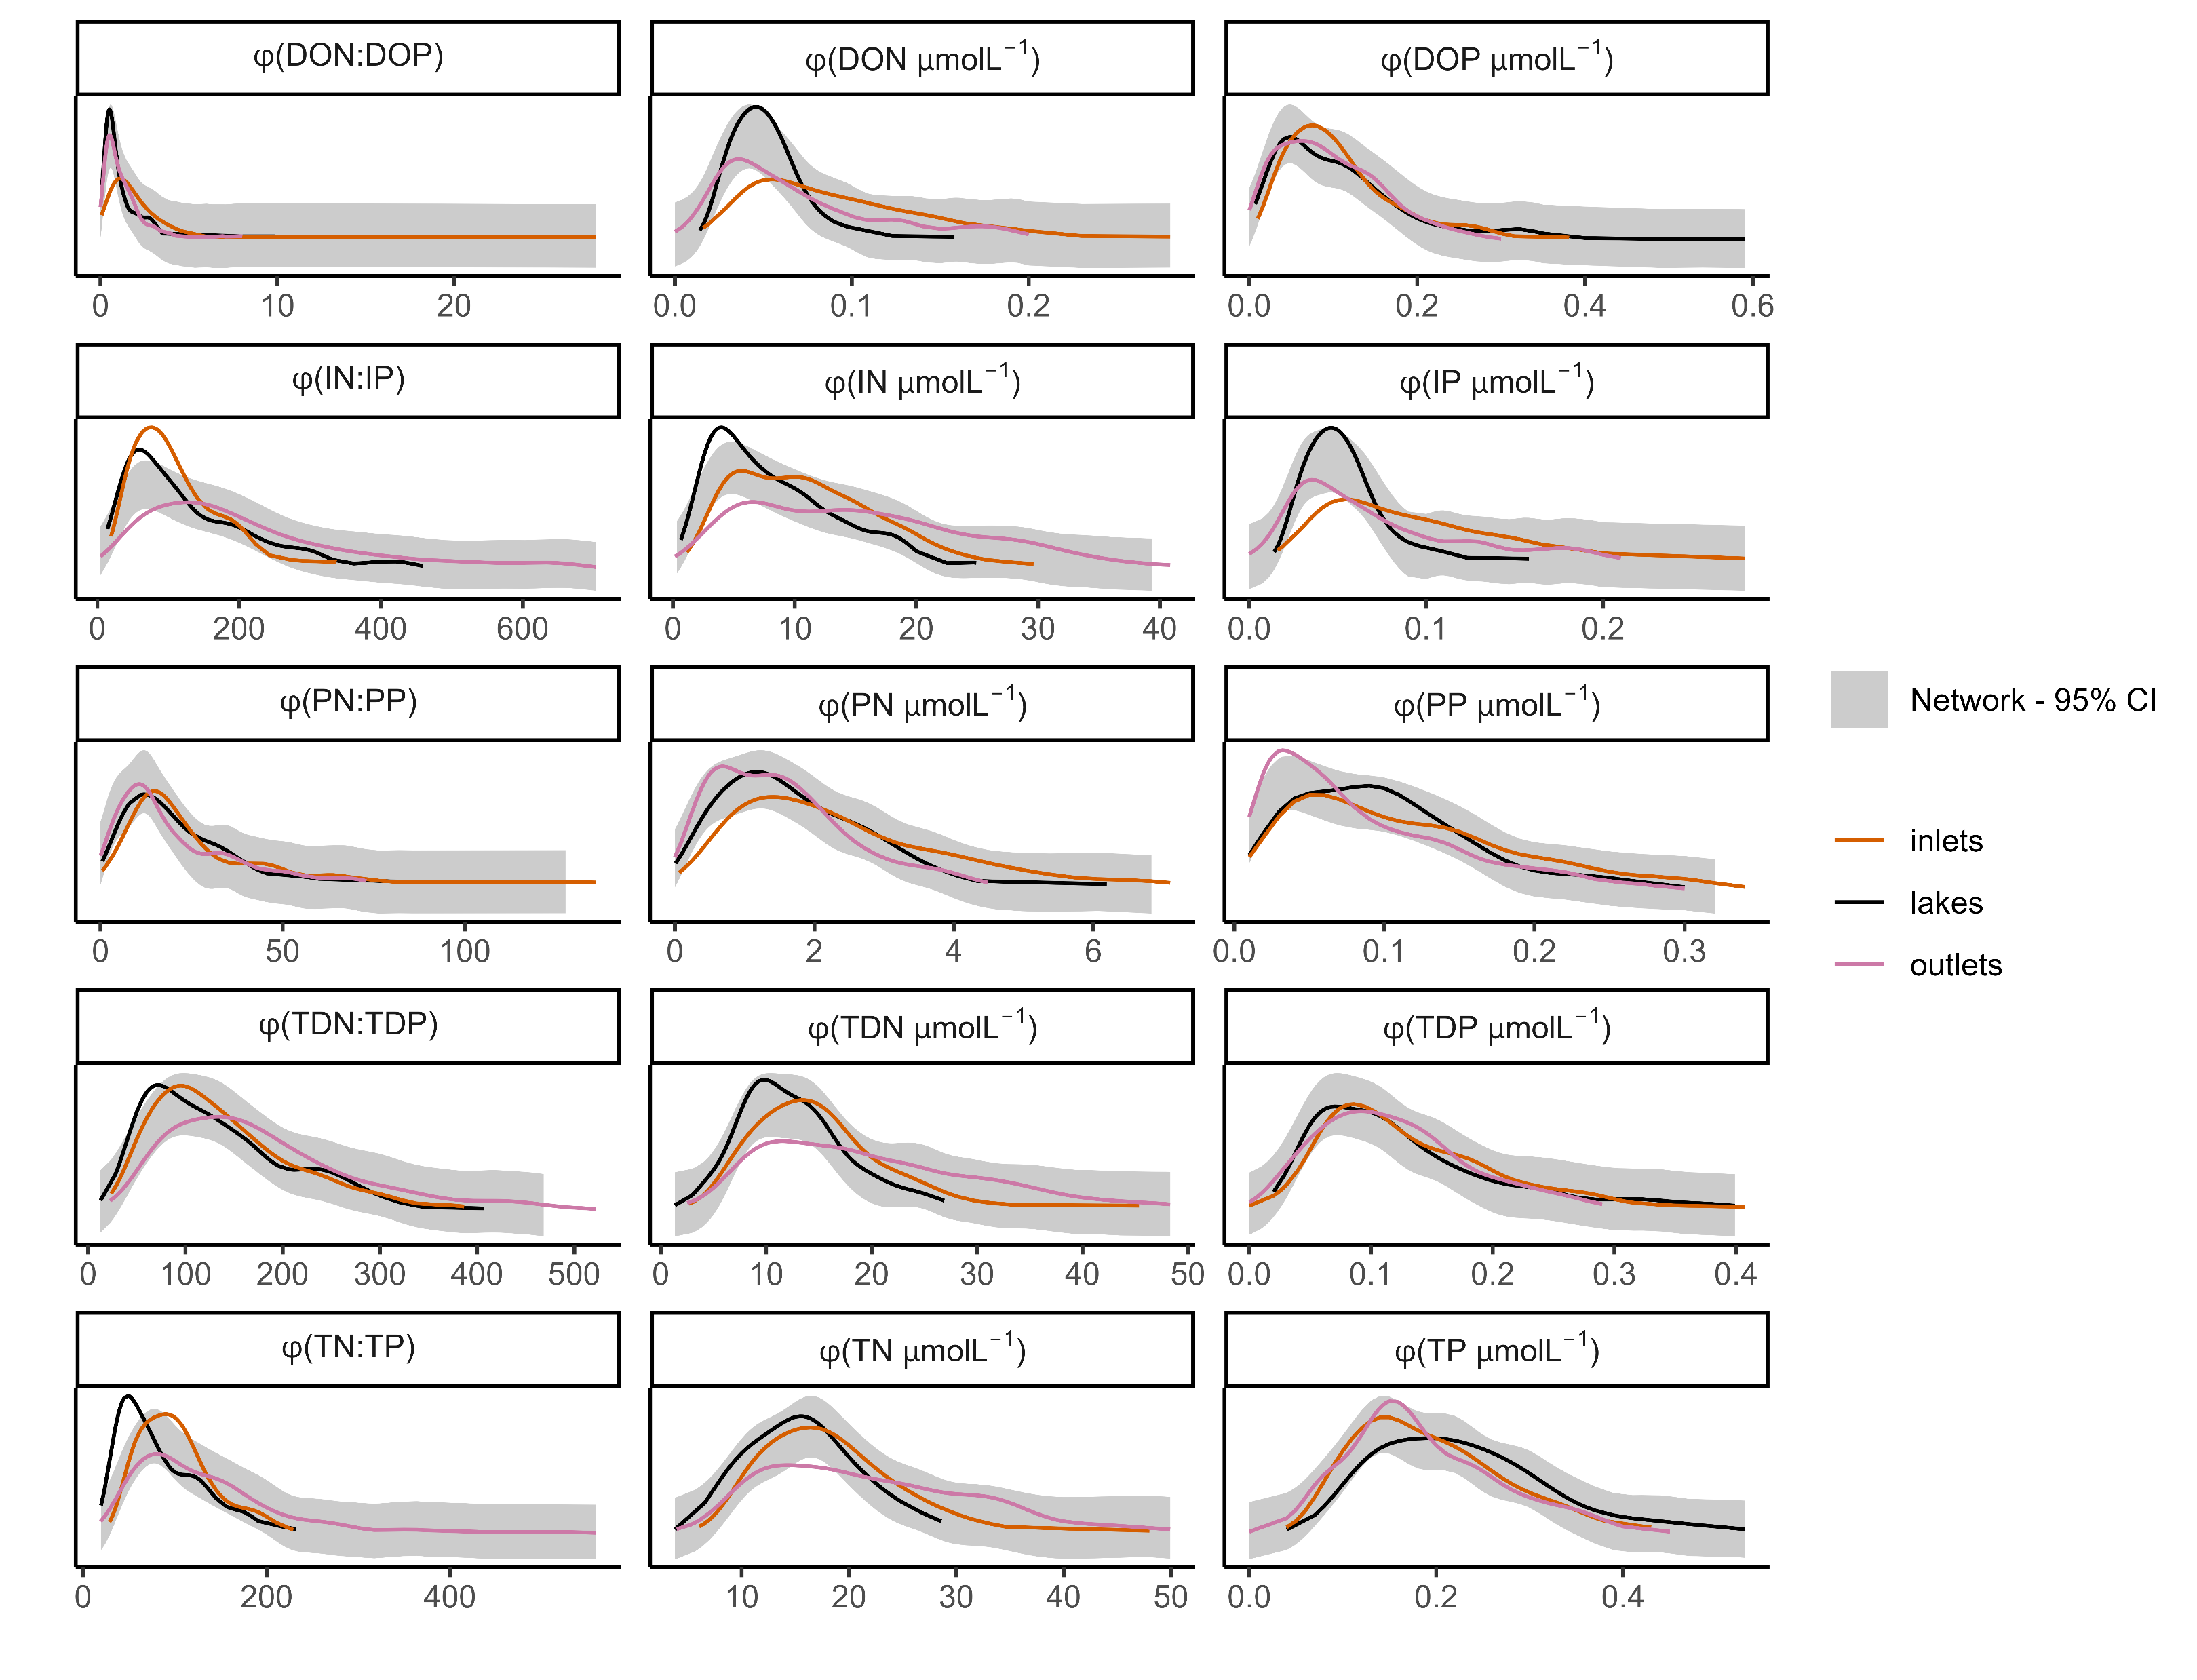 φ(DON:DOP) φ(DON µmolL⁻¹) φ(DOP µmolL⁻¹)
0 10 20 0.0 0.1 0.2 0.0 0.2 0.4 0.6
φ(IN:IP) φ(IN µmolL⁻¹) φ(IP µmolL⁻¹)
0 200 400 600 0 10 20 30 40 0.0 0.1 0.2
φ(PN:PP) φ(PN µmolL⁻¹) φ(PP µmolL⁻¹)
0 50 100 0 2 4 6 0.0 0.1 0.2 0.3
φ(TDN:TDP) φ(TDN µmolL⁻¹) φ(TDP µmolL⁻¹)
0 100 200 300 400 500 0 10 20 30 40 50 0.0 0.1 0.2 0.3 0.4
φ(TN:TP) φ(TN µmolL⁻¹) φ(TP µmolL⁻¹)
0 200 400 10 20 30 40 50 0.0 0.2 0.4
Network - 95% CI
inlets
lakes
outlets